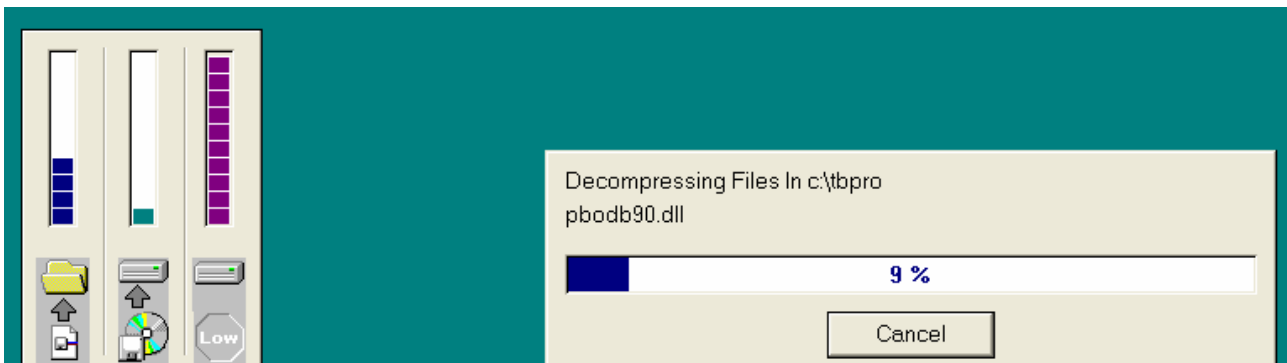 Decompressing Files In c:\tbpro
pbodb90.dll
9 %
Cancel
Low